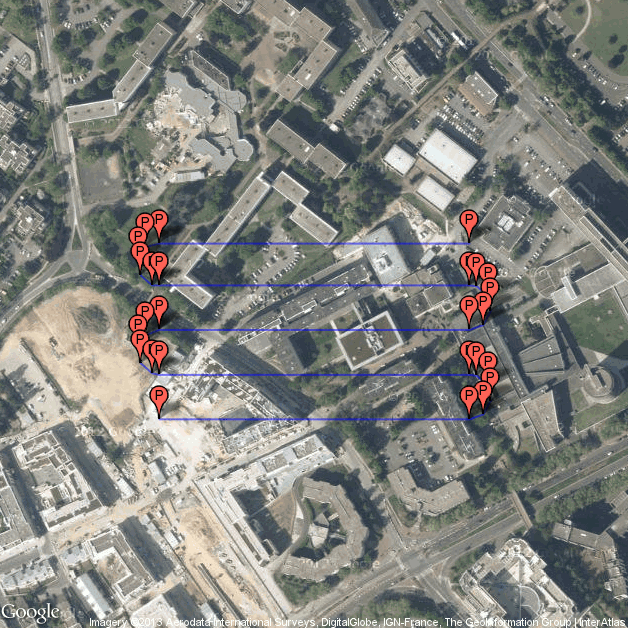 P P
P
P
P P P P P P
P
P
P P P
P P
P
P P P P P
P
P
P P P
Google Imagery ©2013 Aerodata International Surveys, DigitalGlobe, IGN-France, The GeoInformation Group | InterAtlas